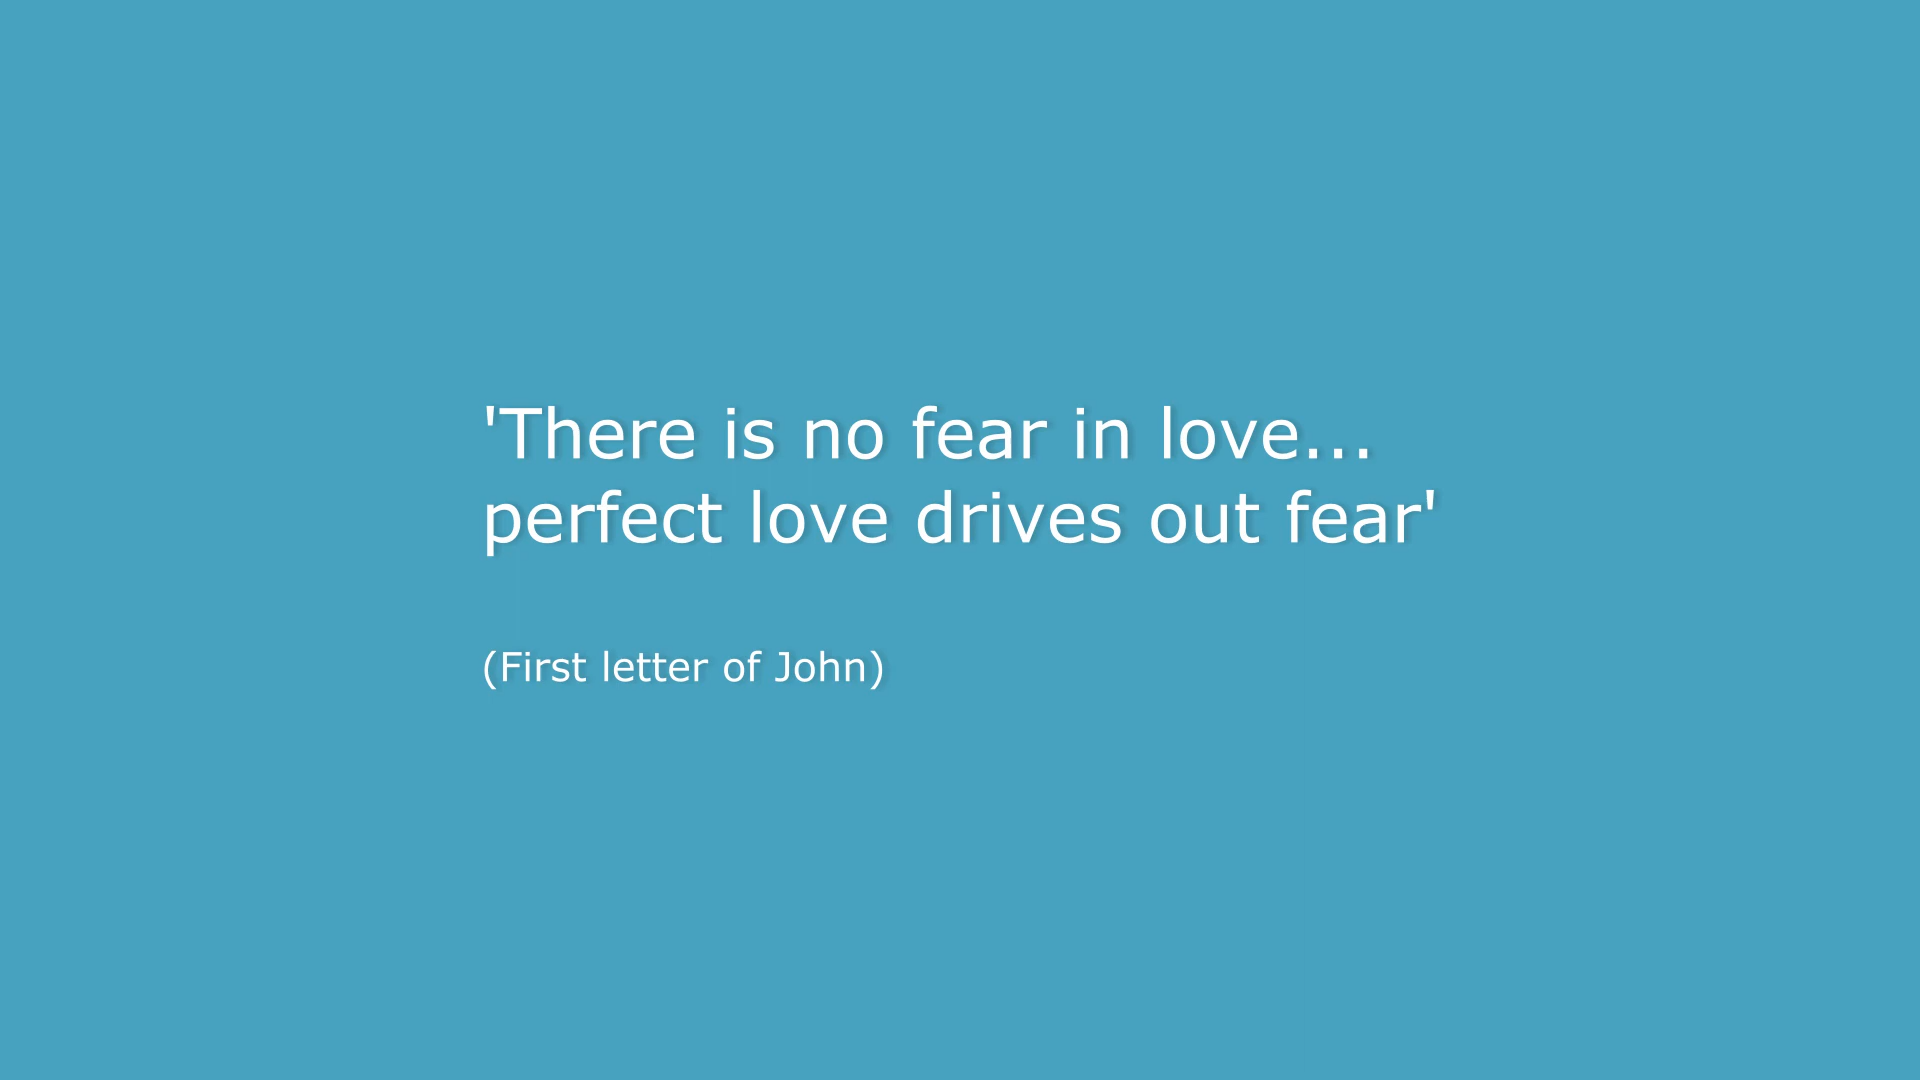 'There is no fear in love...
perfect love drives out fear'
(First letter of John)